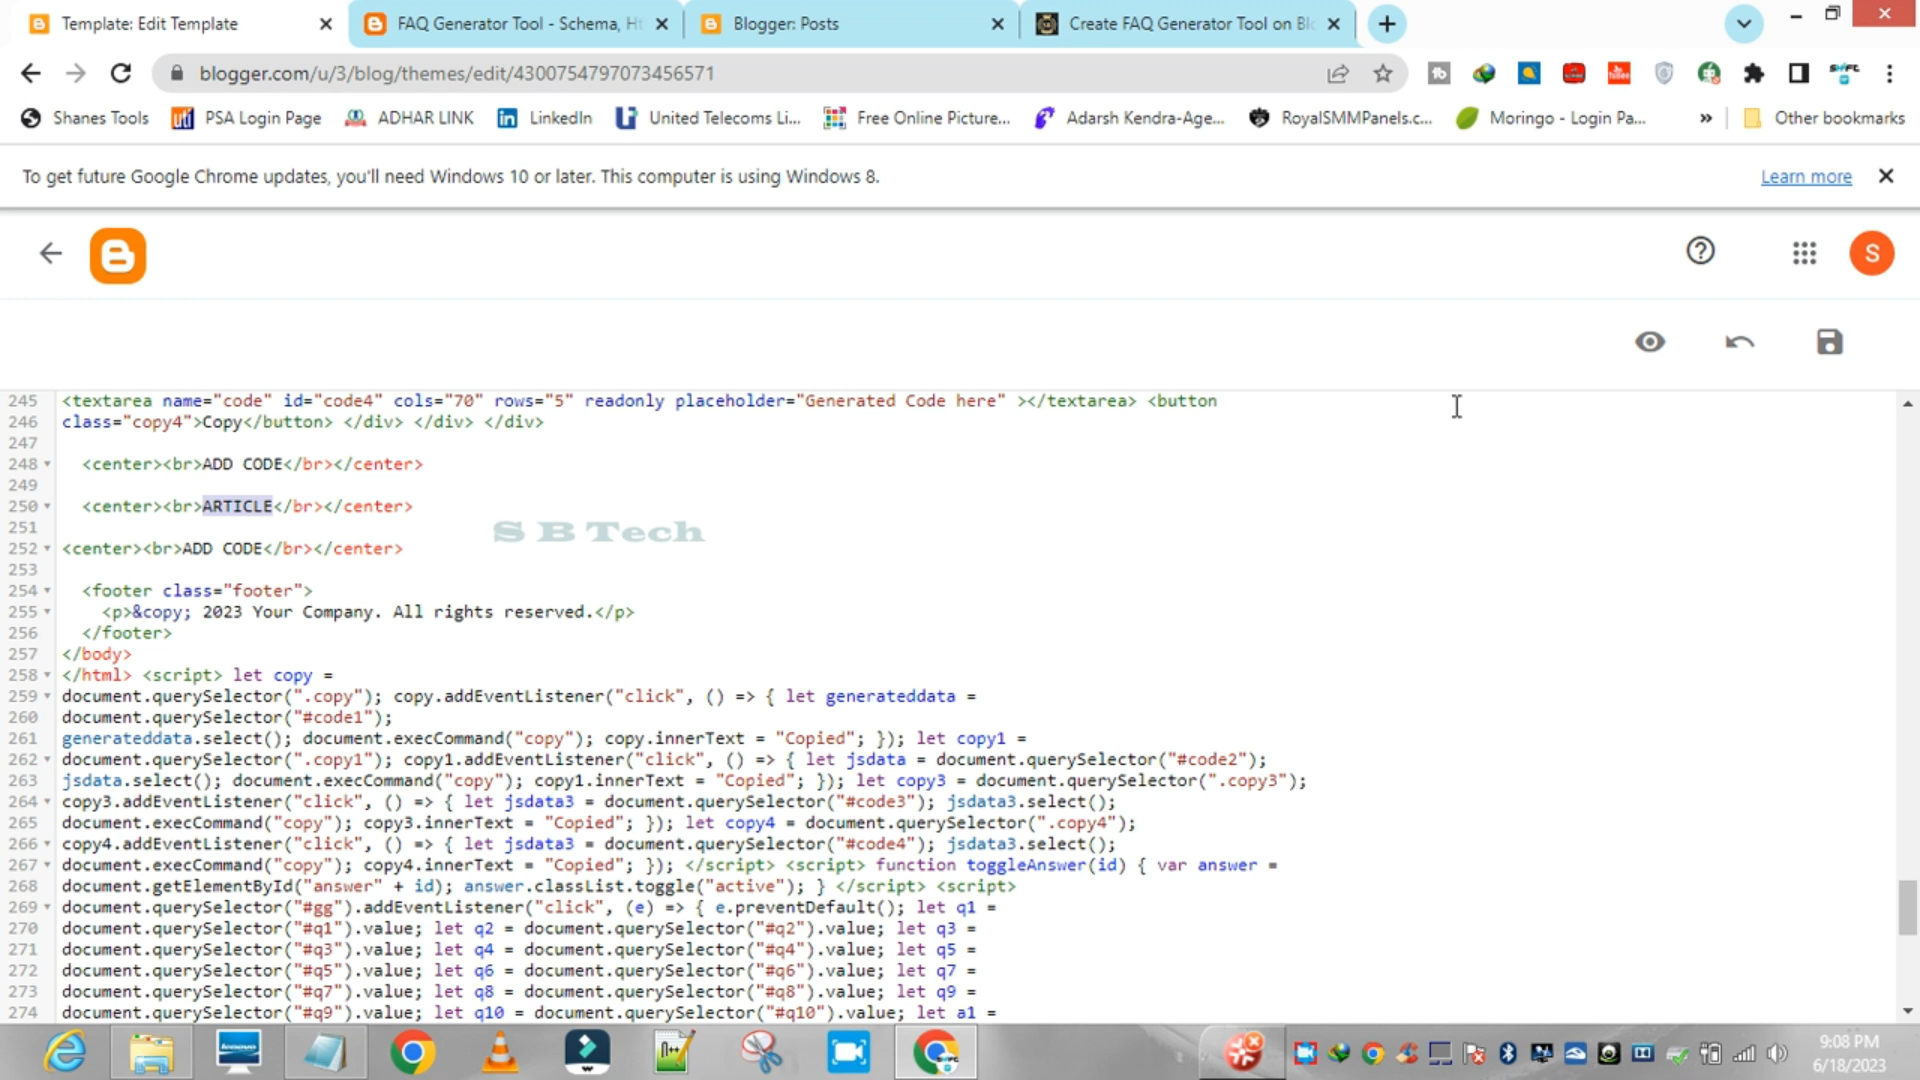 Template: Edit Template
FAQ Generator Tool - Schema, Ht
Blogger: Posts
Create FAQ Generator Tool on Blo
blogger.com/u/3/blog/themes/edit/4300754797073456571
Shanes Tools
PSA Login Page
ADHAR LINK
LinkedIn
United Telecoms Li...
Free Online Picture...
Adarsh Kendra-Age...
RoyalSMMPanels.c...
Moringo - Login Pa...
Other bookmarks
To get future Google Chrome updates, you'll need Windows 10 or later. This computer is using Windows 8.
Learn more
S
245 <textarea name="code" id="code4" cols="70" rows="5" readonly placeholder="Generated Code here" ></textarea> <button
246 class="copy4">Copy</button> </div> </div> </div>
247
248 <center><br>ADD CODE</br></center>
249
250 <center><br>ARTICLE</br></center>
251
S B Tech
252 <center><br>ADD CODE</br></center>
253
254 <footer class="footer">
255 <p>&copy; 2023 Your Company. All rights reserved.</p>
256 </footer>
257 </body>
258 </html> <script> let copy =
259 document.querySelector(".copy"); copy.addEventListener("click", () => { let generateddata =
260 document.querySelector("#code1");
261 generateddata.select(); document.execCommand("copy"); copy.innerText = "Copied"; }); let copy1 =
262 document.querySelector(".copy1"); copy1.addEventListener("click", () => { let jsdata = document.querySelector("#code2");
263 jsdata.select(); document.execCommand("copy"); copy1.innerText = "Copied"; }); let copy3 = document.querySelector(".copy3");
264 copy3.addEventListener("click", () => { let jsdata3 = document.querySelector("#code3"); jsdata3.select();
265 document.execCommand("copy"); copy3.innerText = "Copied"; }); let copy4 = document.querySelector(".copy4");
266 copy4.addEventListener("click", () => { let jsdata3 = document.querySelector("#code4"); jsdata3.select();
267 document.execCommand("copy"); copy4.innerText = "Copied"; }); </script> <script> function toggleAnswer(id) { var answer =
268 document.getElementById("answer" + id); answer.classList.toggle("active"); } </script> <script>
269 document.querySelector("#gg").addEventListener("click", (e) => { e.preventDefault(); let q1 =
270 document.querySelector("#q1").value; let q2 = document.querySelector("#q2").value; let q3 =
271 document.querySelector("#q3").value; let q4 = document.querySelector("#q4").value; let q5 =
272 document.querySelector("#q5").value; let q6 = document.querySelector("#q6").value; let q7 =
273 document.querySelector("#q7").value; let q8 = document.querySelector("#q8").value; let q9 =
274 document.querySelector("#q9").value; let q10 = document.querySelector("#q10").value; let a1 =
9:08 PM
6/18/2023